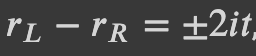 r_L − r_R = ±2it,